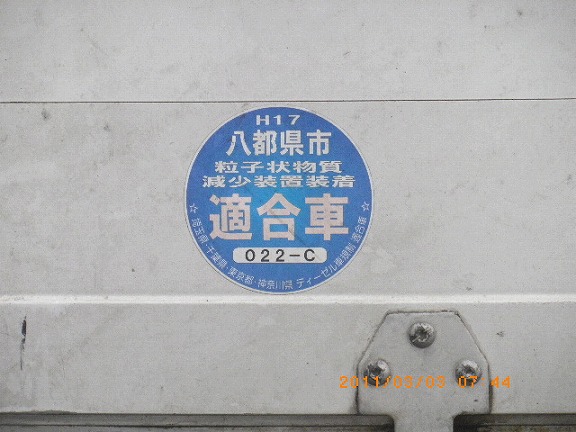 H17
八都県市
粒子状物質
減少装置装着
適合車
022-C
☆埼玉県·千葉県·東京都·神奈川県 ディーゼル車規制 適合車☆
2011/03/03 07:44